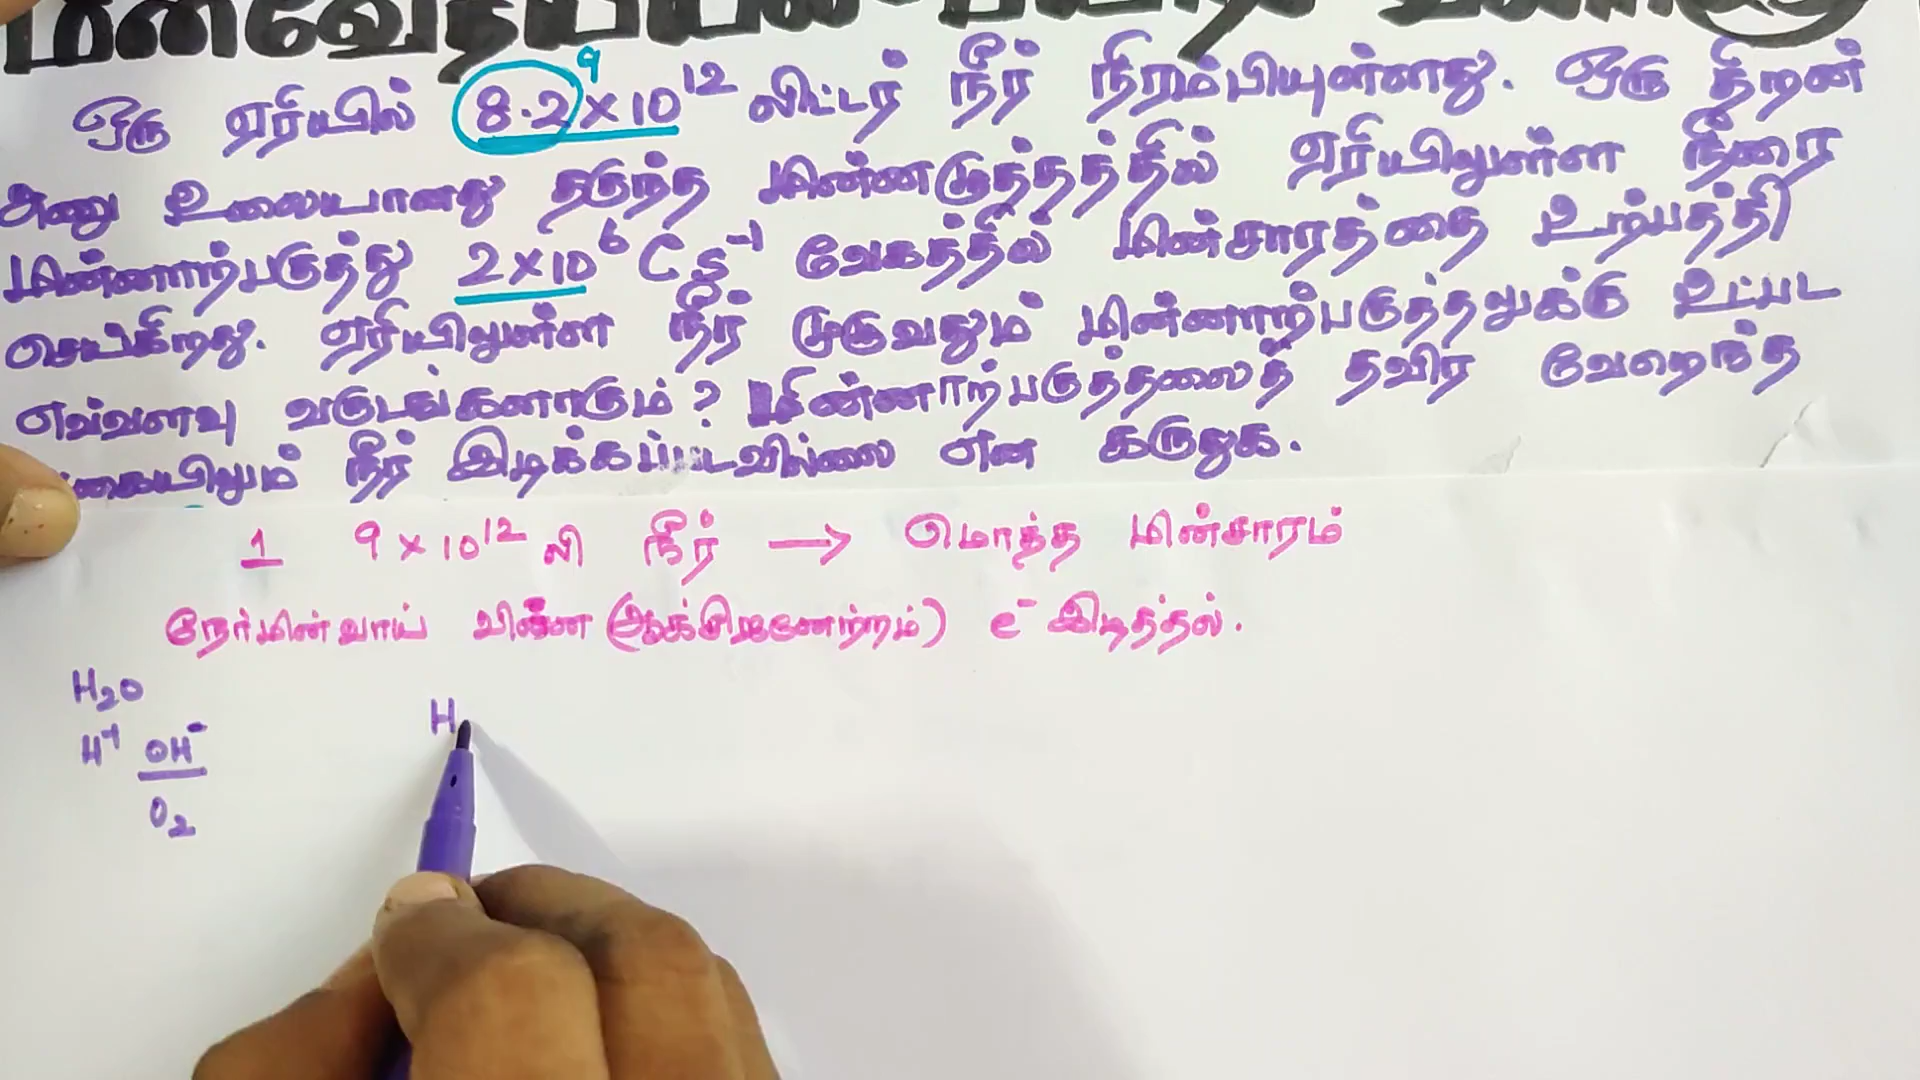 மின்வேதியியல் பயிற்சி
9
ஒரு ஏரியில் 8.2 × 10¹² லிட்டர் நீர் நிரம்பியுள்ளது. ஒரு திறன்
அணு உலையானது தகுந்த மின்னழுத்தத்தில் ஏரியிலுள்ள நீரை
மின்னாற்பகுத்து 2×10⁶ C s⁻¹ வேகத்தில் மின்சாரத்தை உற்பத்தி
செய்கிறது. ஏரியிலுள்ள நீர் முழுவதும் மின்னாற்பகுத்தலுக்கு உட்பட
எவ்வளவு வருடங்களாகும்? மின்னாற்பகுத்தலைத் தவிர வேறெந்த
வகையிலும் நீர் இழக்கப்படவில்லை என கருதுக.
1 9 × 10¹² லி நீர் → மொத்த மின்சாரம்
நேர்மின்வாய் வினை (ஆக்சிஜனேற்றம்) e⁻ இழத்தல்.
H₂O
H⁺ OH⁻
O₂
H